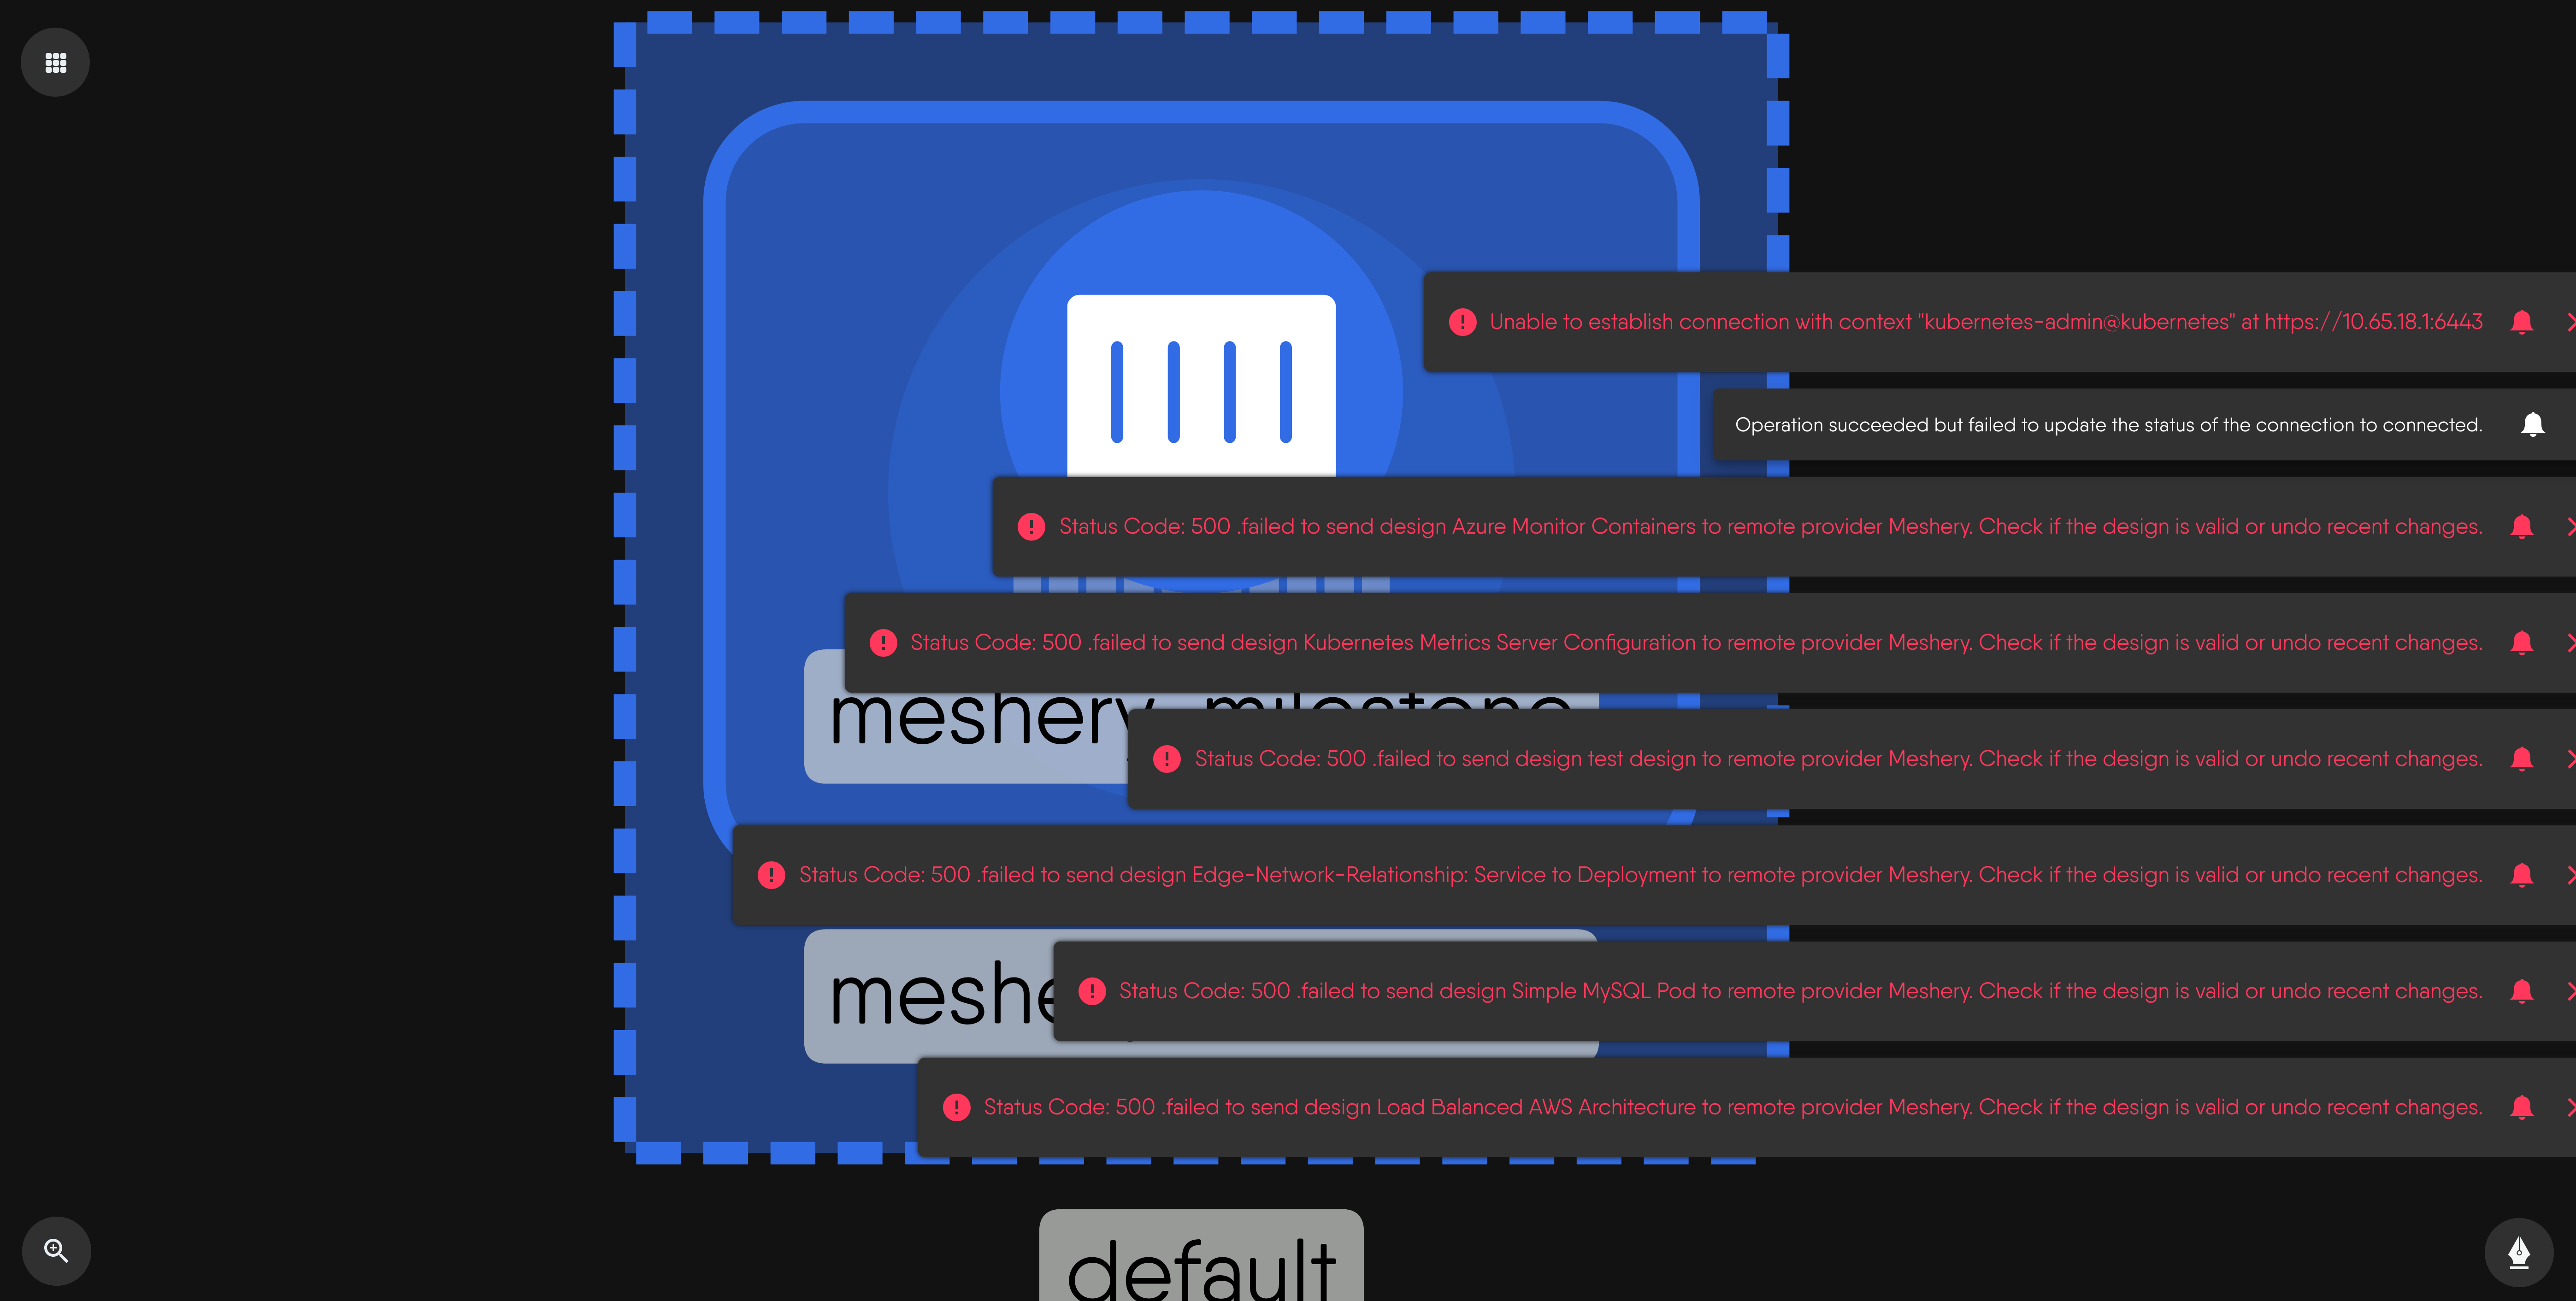 Unable to establish connection with context "kubernetes-admin@kubernetes" at https://10.65.18.1:6443
Operation succeeded but failed to update the status of the connection to connected.
Status Code: 500 .failed to send design Azure Monitor Containers to remote provider Meshery. Check if the design is valid or undo recent changes.
Status Code: 500 .failed to send design Kubernetes Metrics Server Configuration to remote provider Meshery. Check if the design is valid or undo recent changes.
meshery
Status Code: 500 .failed to send design test design to remote provider Meshery. Check if the design is valid or undo recent changes.
Status Code: 500 .failed to send design Edge-Network-Relationship: Service to Deployment to remote provider Meshery. Check if the design is valid or undo recent changes.
Status Code: 500 .failed to send design Simple MySQL Pod to remote provider Meshery. Check if the design is valid or undo recent changes.
Status Code: 500 .failed to send design Load Balanced AWS Architecture to remote provider Meshery. Check if the design is valid or undo recent changes.
default